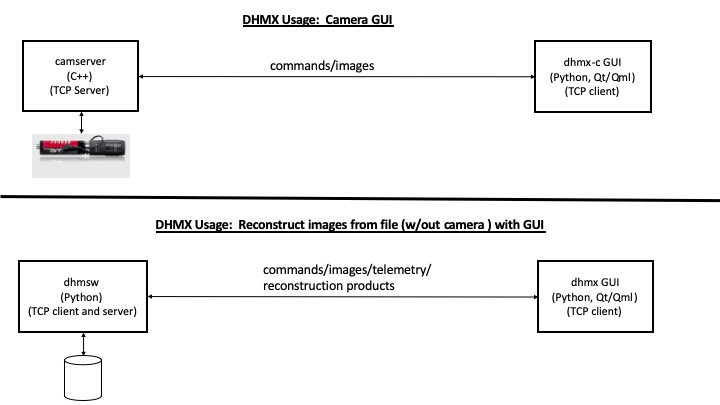 DHMX Usage:  Camera GUI
camserver
(C++)
(TCP Server)
commands/images
dhmx-c GUI
(Python, Qt/Qml)
(TCP client)
DHMX Usage:  Reconstruct images from file (w/out camera ) with GUI
dhmsw
(Python)
(TCP client and server)
commands/images/telemetry/
reconstruction products
dhmx GUI
(Python, Qt/Qml)
(TCP client)